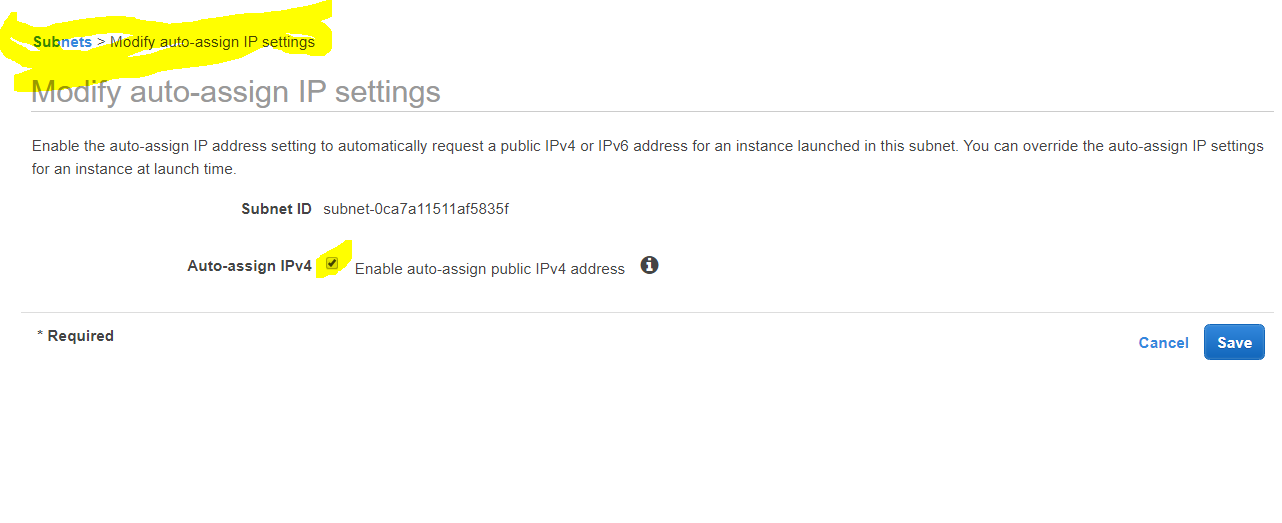 Subnets > Modify auto-assign IP settings
Modify auto-assign IP settings
Enable the auto-assign IP address setting to automatically request a public IPv4 or IPv6 address for an instance launched in this subnet. You can override the auto-assign IP settings
for an instance at launch time.
Subnet ID subnet-0ca7a11511af5835f
Auto-assign IPv4 Enable auto-assign public IPv4 address
* Required
Cancel Save